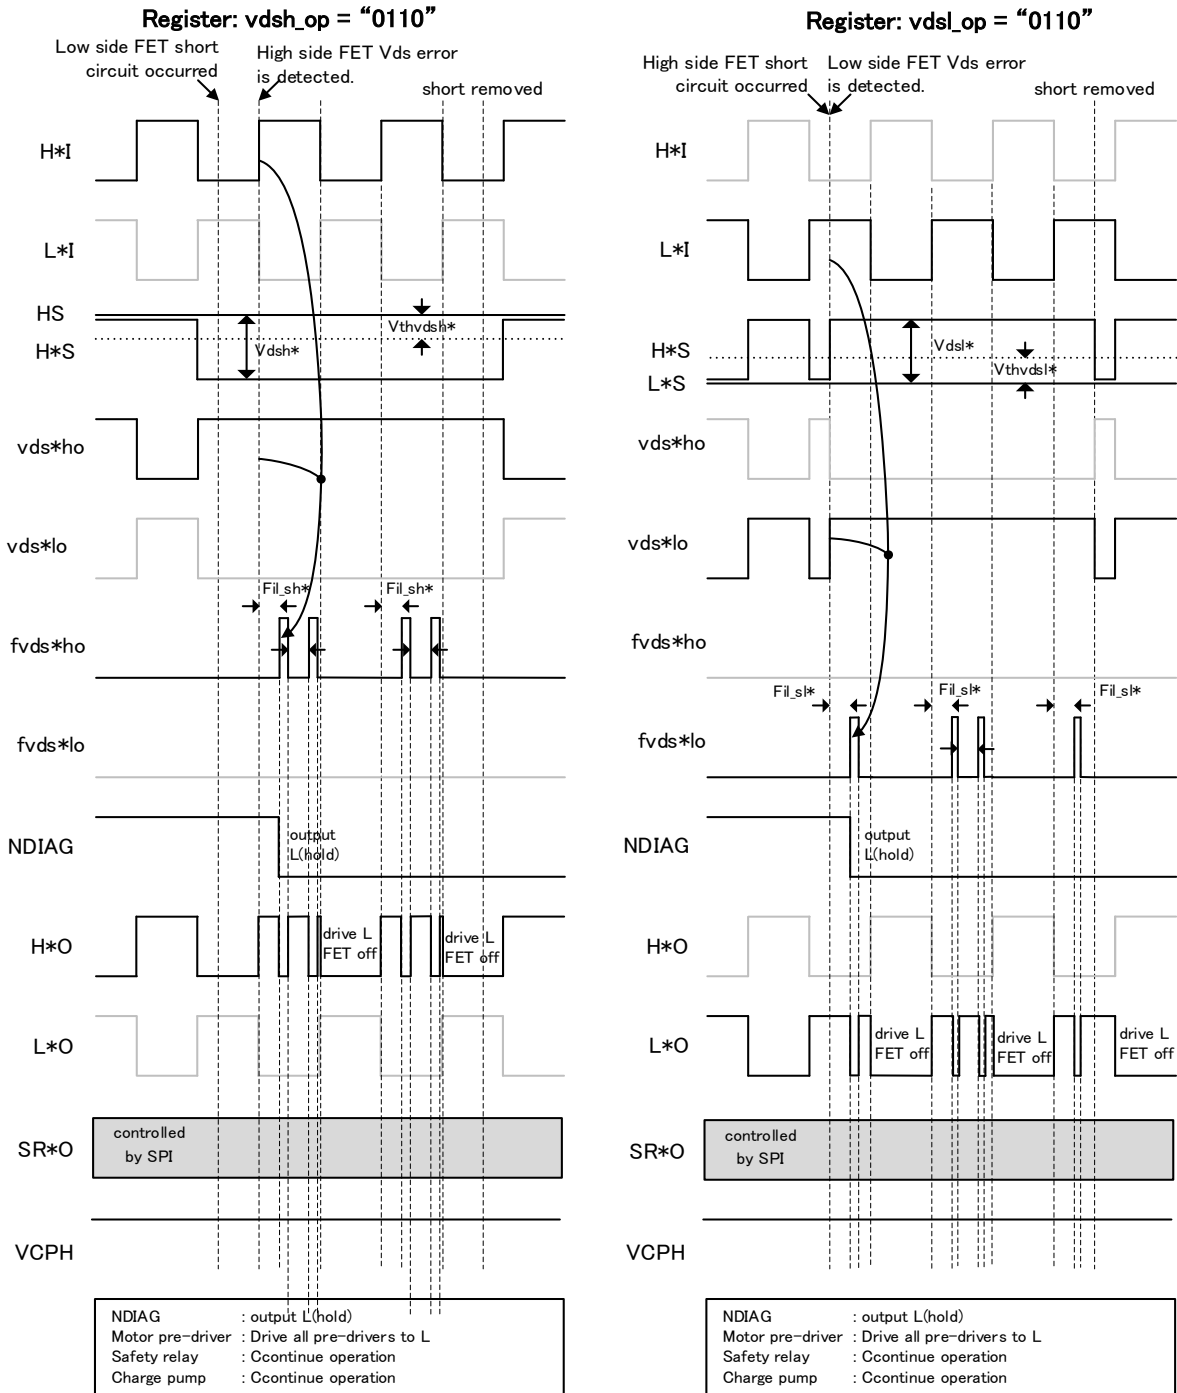 Register: vdsh_op = “0110”
Low side FET short
circuit occurred
High side FET Vds error
is detected.
short removed
H*I
L*I
HS
H*S
Vdsh*
Vthvdsh*
vds*ho
vds*lo
Fil_sh*
Fil_sh*
fvds*ho
fvds*lo
NDIAG
output
L(hold)
H*O
drive L
FET off
drive L
FET off
L*O
SR*O
controlled
by SPI
VCPH
NDIAG : output L(hold)
Motor pre-driver : Drive all pre-drivers to L
Safety relay : Ccontinue operation
Charge pump : Ccontinue operation
Register: vdsl_op = “0110”
High side FET short
circuit occurred
Low side FET Vds error
is detected.
short removed
H*I
L*I
H*S
L*S
Vdsl*
Vthvdsl*
vds*ho
vds*lo
fvds*ho
Fil_sl*
Fil_sl*
Fil_sl*
fvds*lo
NDIAG
output
L(hold)
H*O
L*O
drive L
FET off
drive L
FET off
drive L
FET off
SR*O
controlled
by SPI
VCPH
NDIAG : output L(hold)
Motor pre-driver : Drive all pre-drivers to L
Safety relay : Ccontinue operation
Charge pump : Ccontinue operation